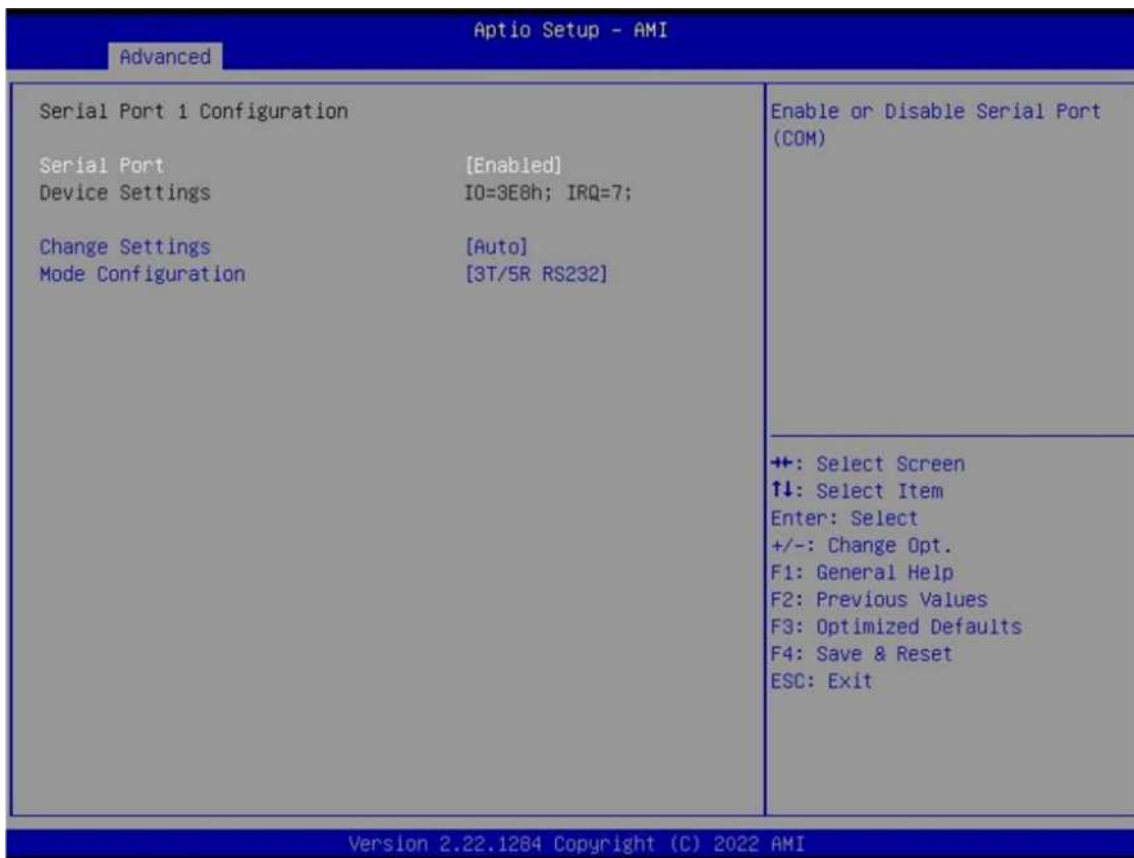 Aptio Setup - AMI
Advanced
Serial Port 1 Configuration
Serial Port [Enabled]
Device Settings IO=3E8h; IRQ=7;
Change Settings [Auto]
Mode Configuration [3T/5R RS232]
Enable or Disable Serial Port
(COM)
→←: Select Screen
↑↓: Select Item
Enter: Select
+/-: Change Opt.
F1: General Help
F2: Previous Values
F3: Optimized Defaults
F4: Save & Reset
ESC: Exit
Version 2.22.1284 Copyright (C) 2022 AMI